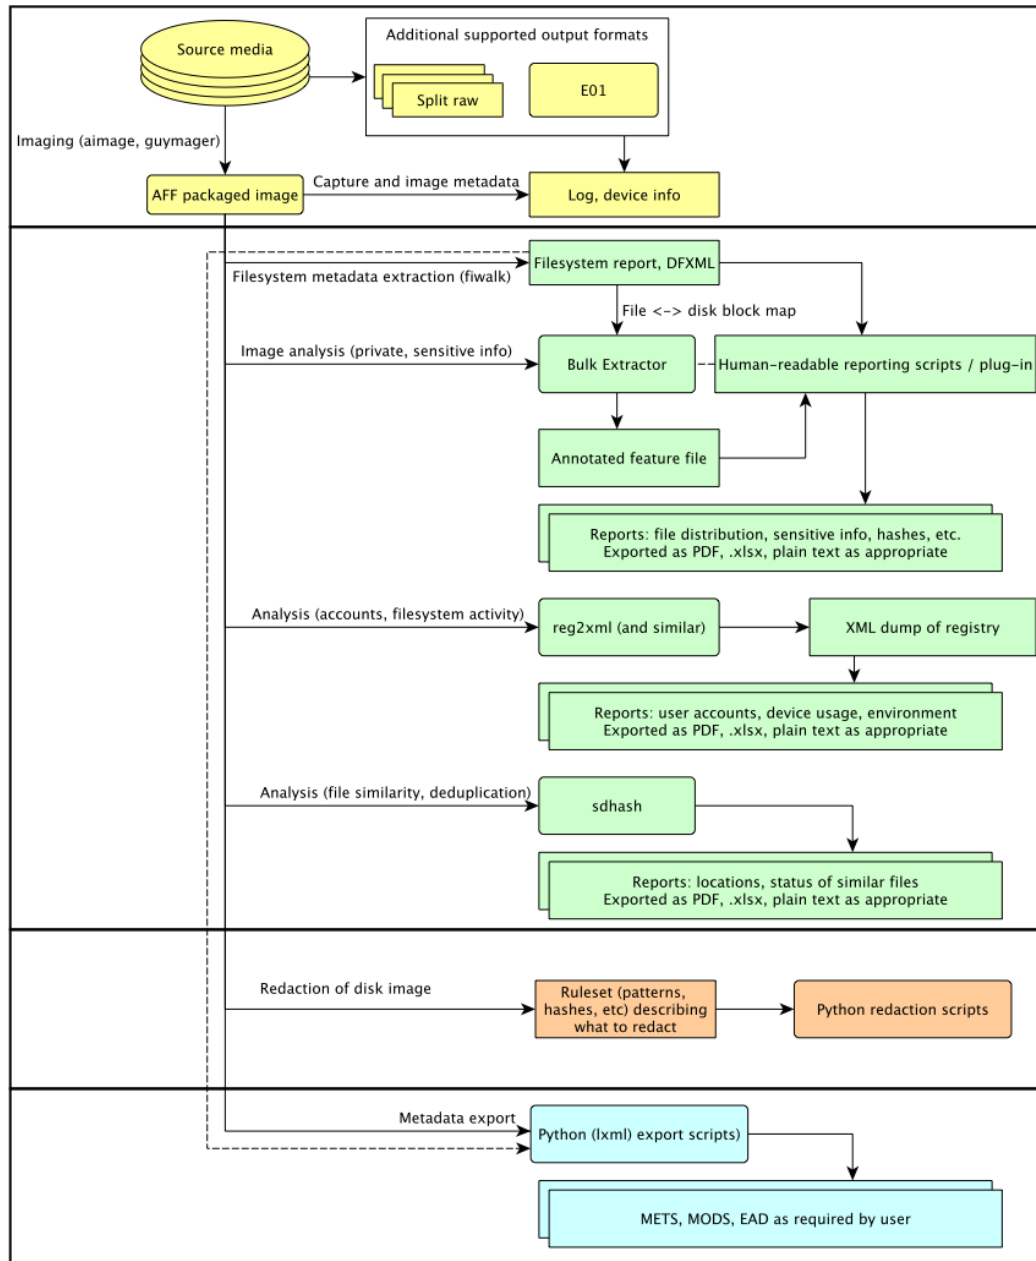 Source media
Additional supported output formats
Split raw
E01
Imaging (aimage, guymager)
AFF packaged image
Capture and image metadata
Log, device info
Filesystem report, DFXML
Filesystem metadata extraction (fiwalk)
File <-> disk block map
Image analysis (private, sensitive info)
Bulk Extractor
Human-readable reporting scripts / plug-in
Annotated feature file
Reports: file distribution, sensitive info, hashes, etc.
Exported as PDF, .xlsx, plain text as appropriate
Analysis (accounts, filesystem activity)
reg2xml (and similar)
XML dump of registry
Reports: user accounts, device usage, environment
Exported as PDF, .xlsx, plain text as appropriate
Analysis (file similarity, deduplication)
sdhash
Reports: locations, status of similar files
Exported as PDF, .xlsx, plain text as appropriate
Redaction of disk image
Ruleset (patterns,
hashes, etc) describing
what to redact
Python redaction scripts
Metadata export
Python (lxml) export scripts)
METS, MODS, EAD as required by user